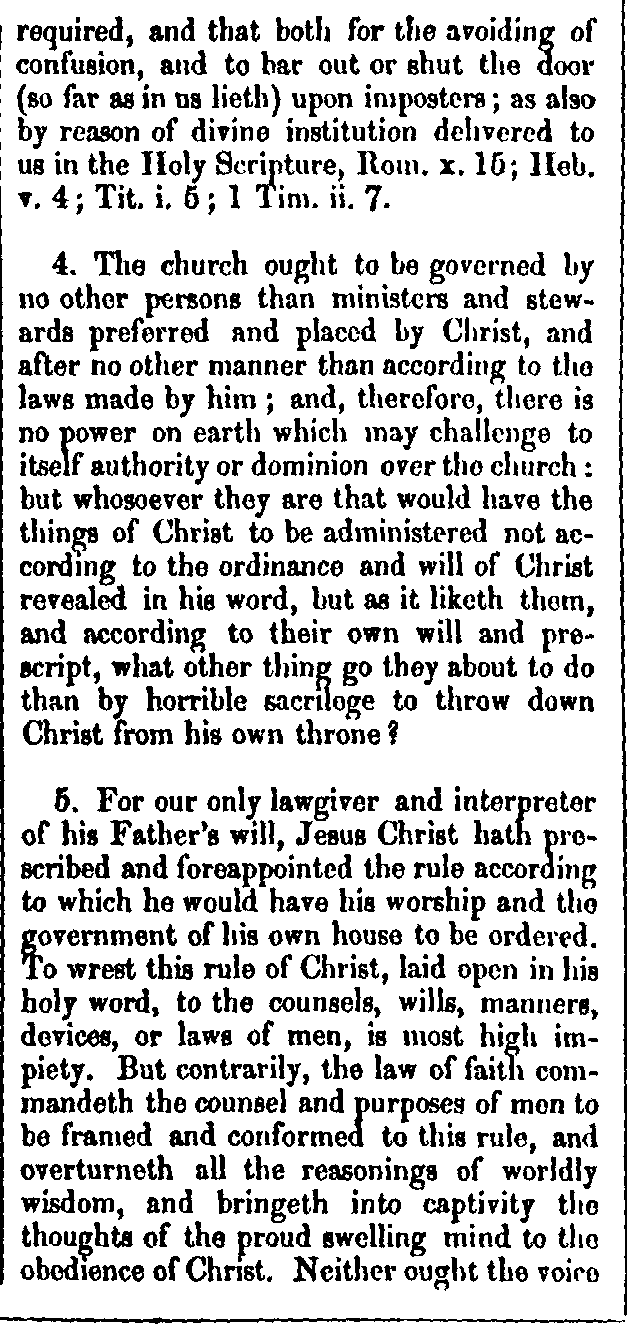 required, and that both for the avoiding of
confusion, and to bar out or shut the door
(so far as in us lieth) upon imposters; as also
by reason of divine institution delivered to
us in the Holy Scripture, Rom. x. 15; Heb.
v. 4; Tit. i. 5; 1 Tim. ii. 7.
4. The church ought to be governed by
no other persons than ministers and stew-
ards preferred and placed by Christ, and
after no other manner than according to the
laws made by him; and, therefore, there is
no power on earth which may challenge to
itself authority or dominion over the church:
but whosoever they are that would have the
things of Christ to be administered not ac-
cording to the ordinance and will of Christ
revealed in his word, but as it liketh them,
and according to their own will and pre-
script, what other thing go they about to do
than by horrible sacrilege to throw down
Christ from his own throne?
5. For our only lawgiver and interpreter
of his Father's will, Jesus Christ hath pre-
scribed and foreappointed the rule according
to which he would have his worship and the
government of his own house to be ordered.
To wrest this rule of Christ, laid open in his
holy word, to the counsels, wills, manners,
devices, or laws of men, is most high im-
piety. But contrarily, the law of faith com-
mandeth the counsel and purposes of men to
be framed and conformed to this rule, and
overturneth all the reasonings of worldly
wisdom, and bringeth into captivity the
thoughts of the proud swelling mind to the
obedience of Christ. Neither ought the voice